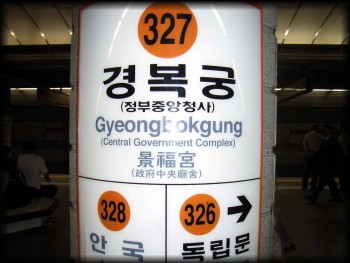 327
경복궁
(정부중앙청사)
Gyeongbokgung
(Central Government Complex)
景福宮
(政府中央廳舍)
328 326 →
안국 독립문